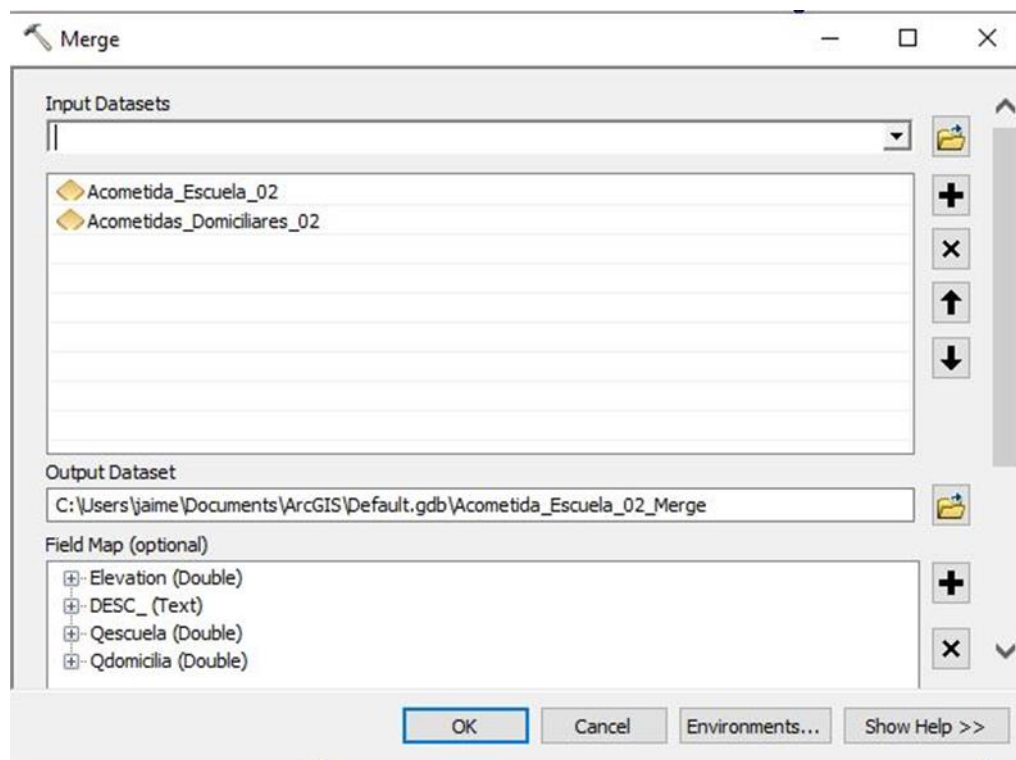 Merge
Input Datasets
Acometida_Escuela_02
Acometidas_Domiciliares_02
Output Dataset
C:\Users\jaime\Documents\ArcGIS\Default.gdb\Acometida_Escuela_02_Merge
Field Map (optional)
Elevation (Double)
DESC_ (Text)
Qescuela (Double)
Qdomicilia (Double)
OK Cancel Environments... Show Help >>